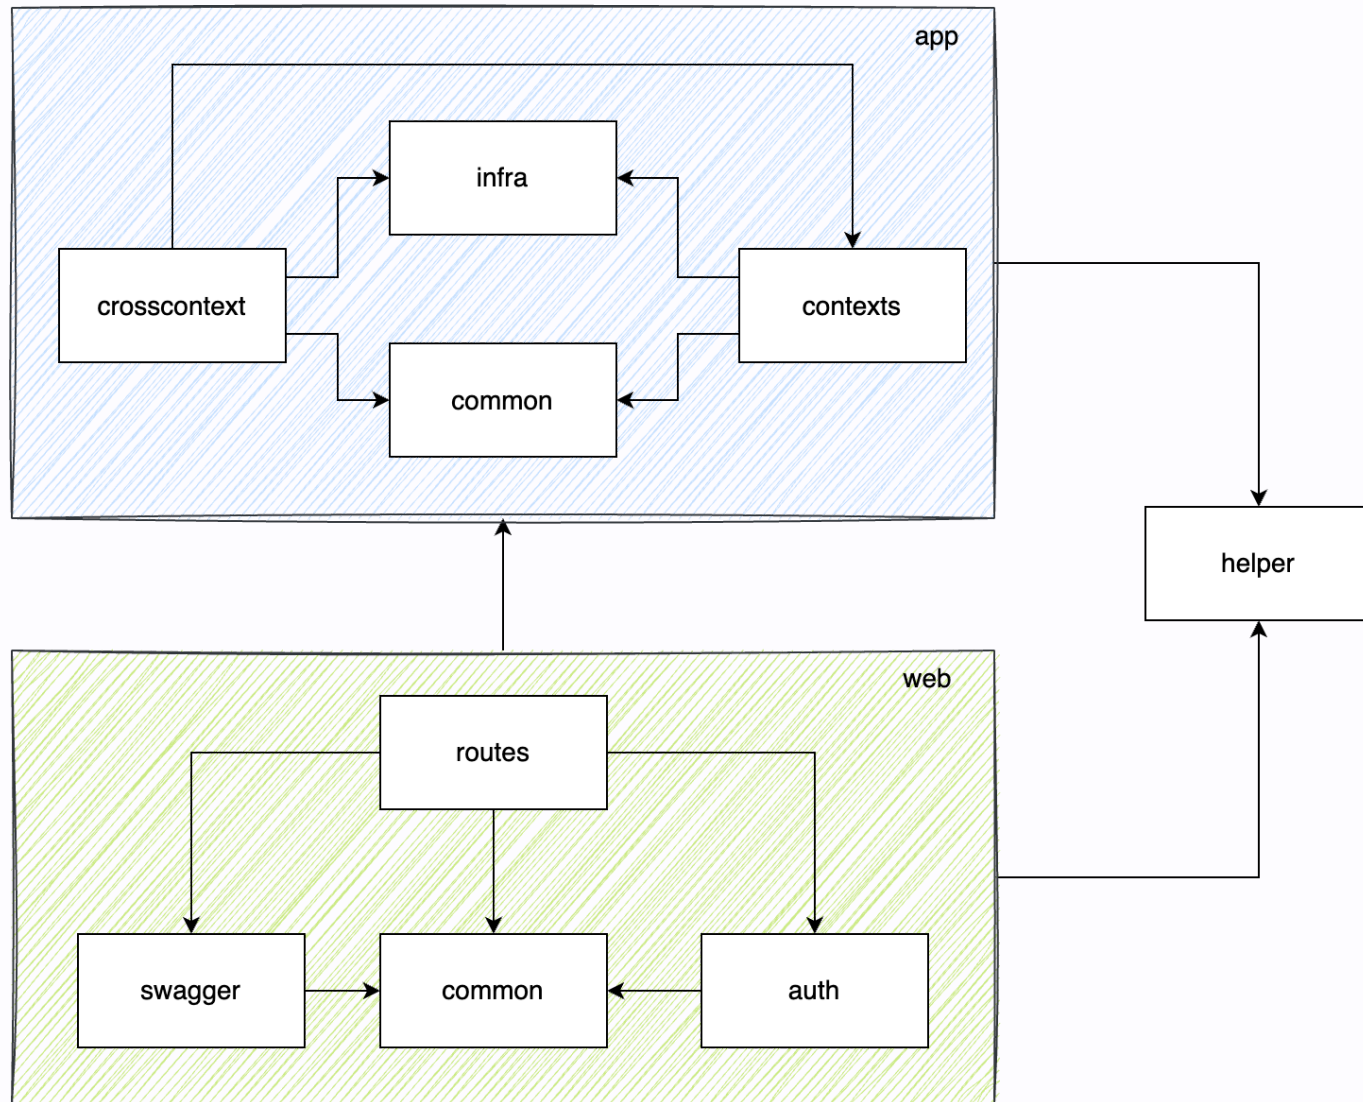 app
infra
crosscontext
contexts
common
helper
web
routes
swagger
common
auth